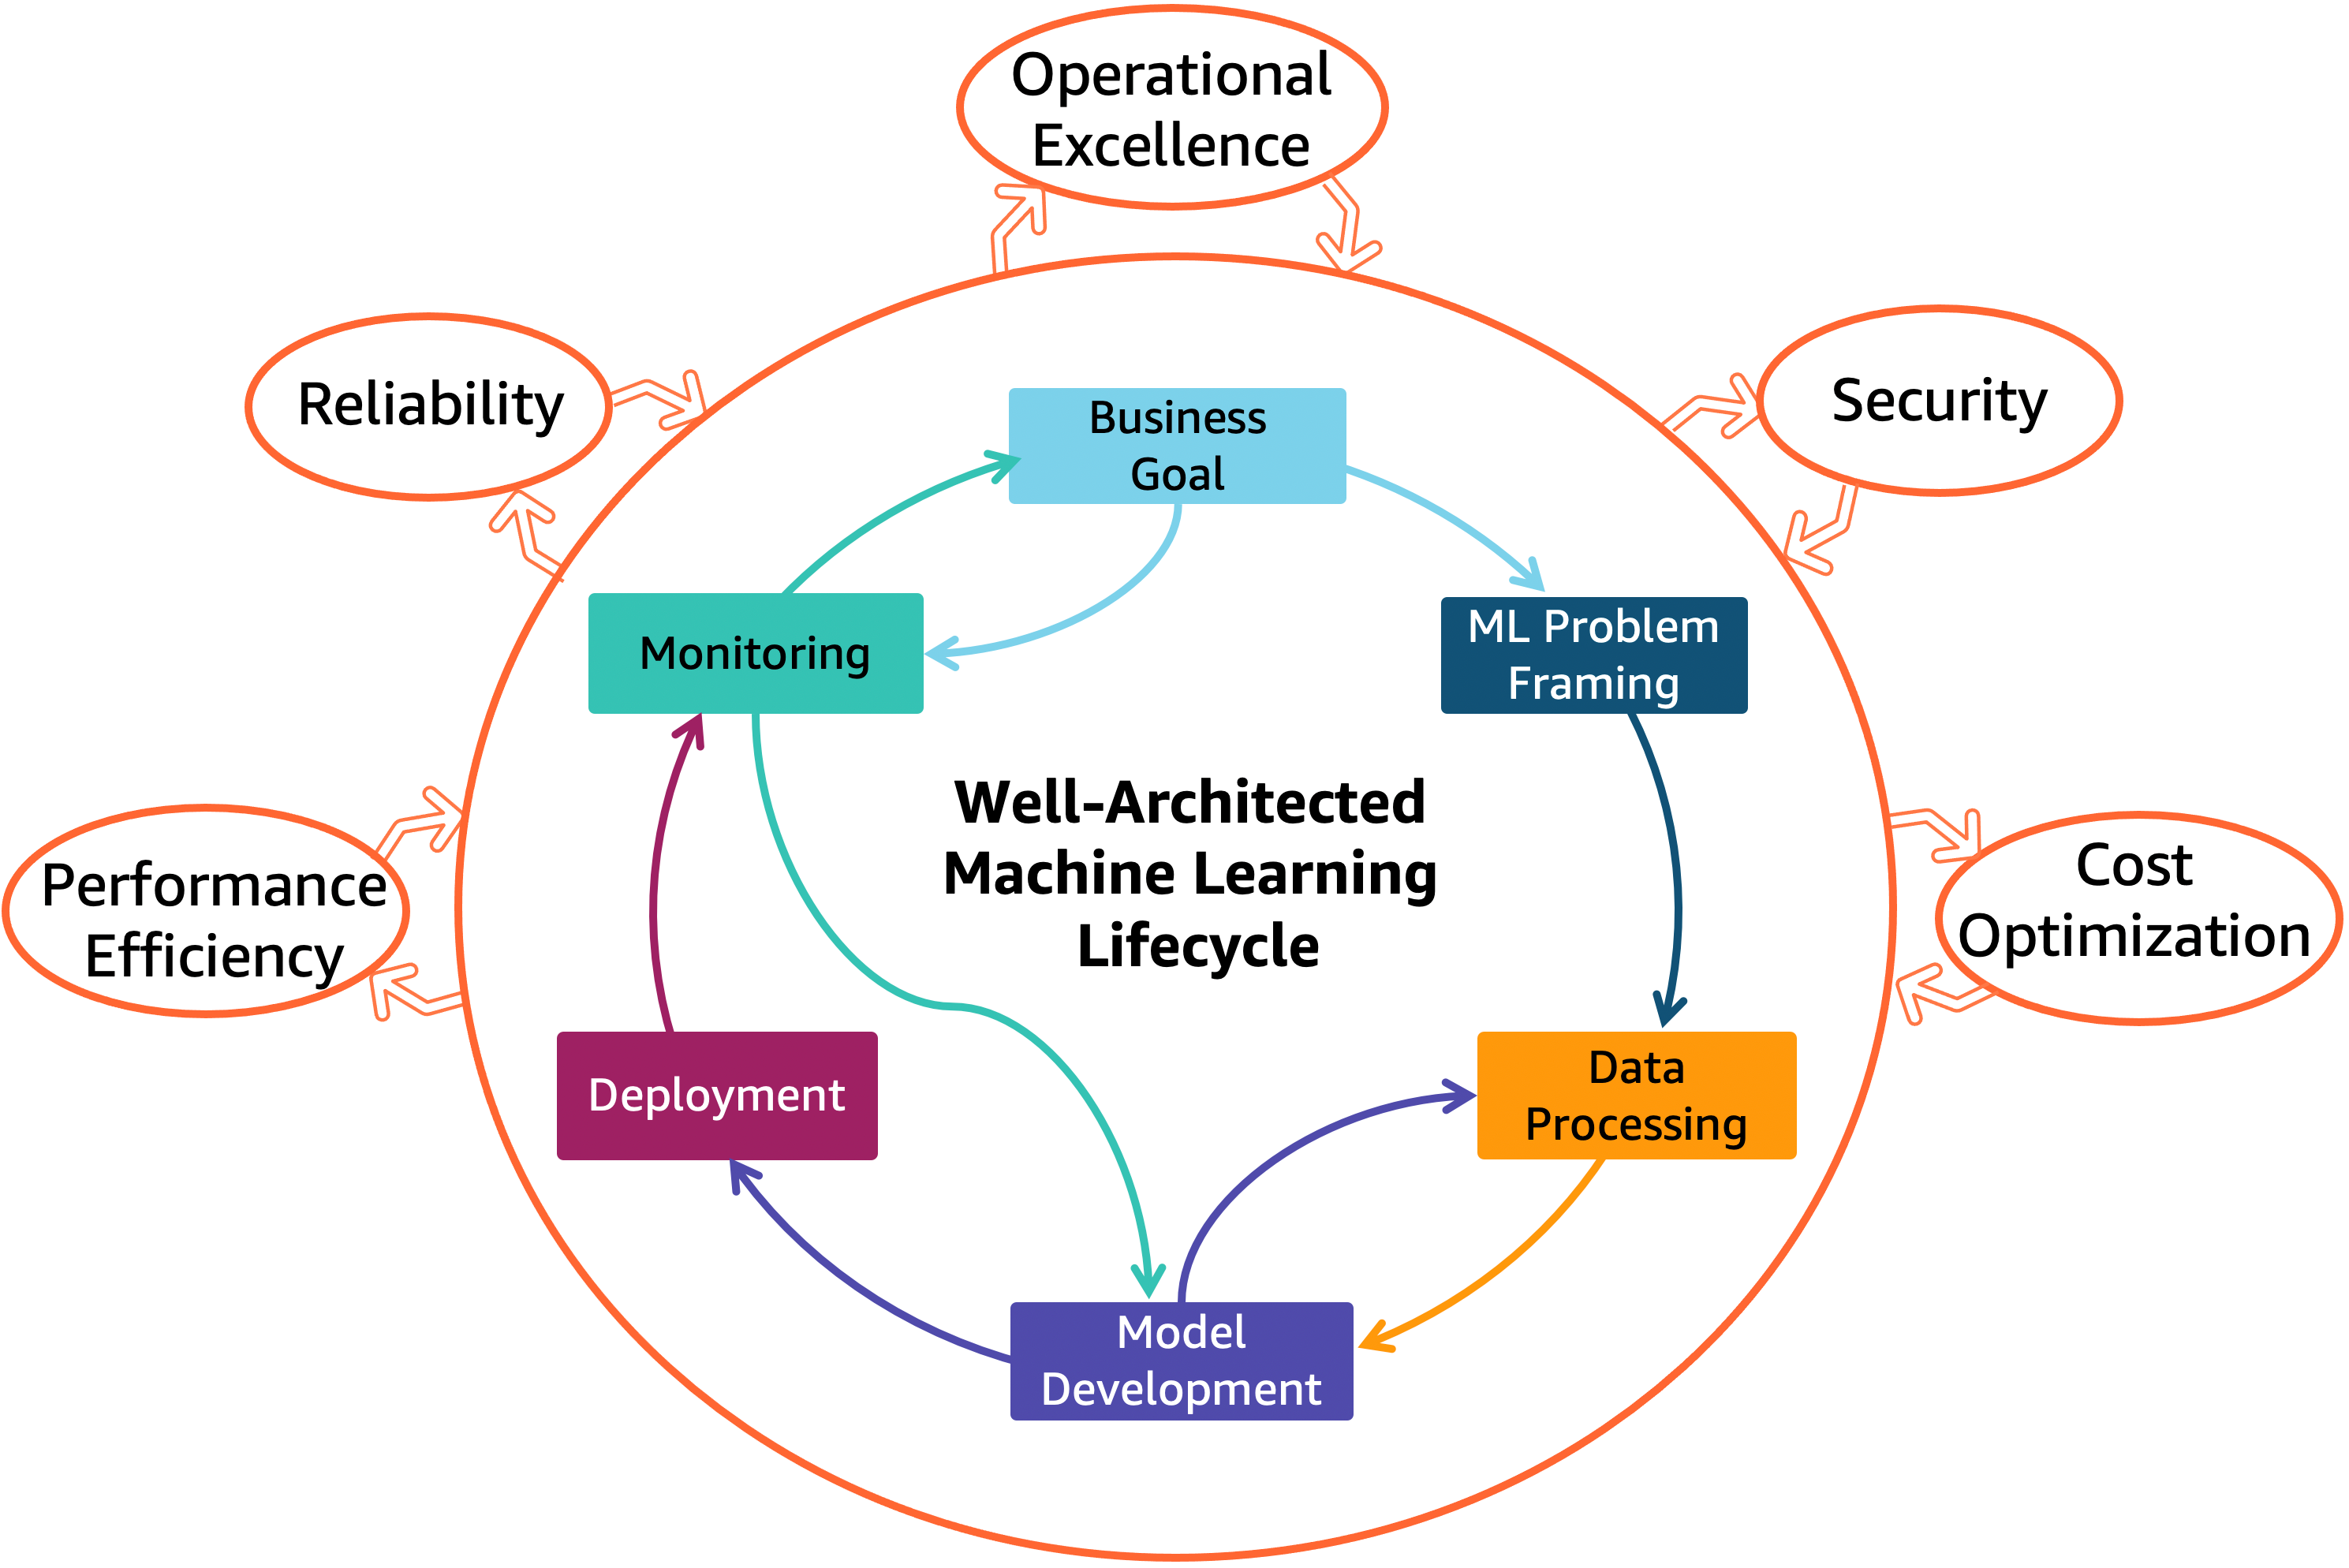 Operational
Excellence
Reliability
Security
Business
Goal
Monitoring
ML Problem
Framing
Well-Architected
Machine Learning
Lifecycle
Performance
Efficiency
Cost
Optimization
Deployment
Data
Processing
Model
Development